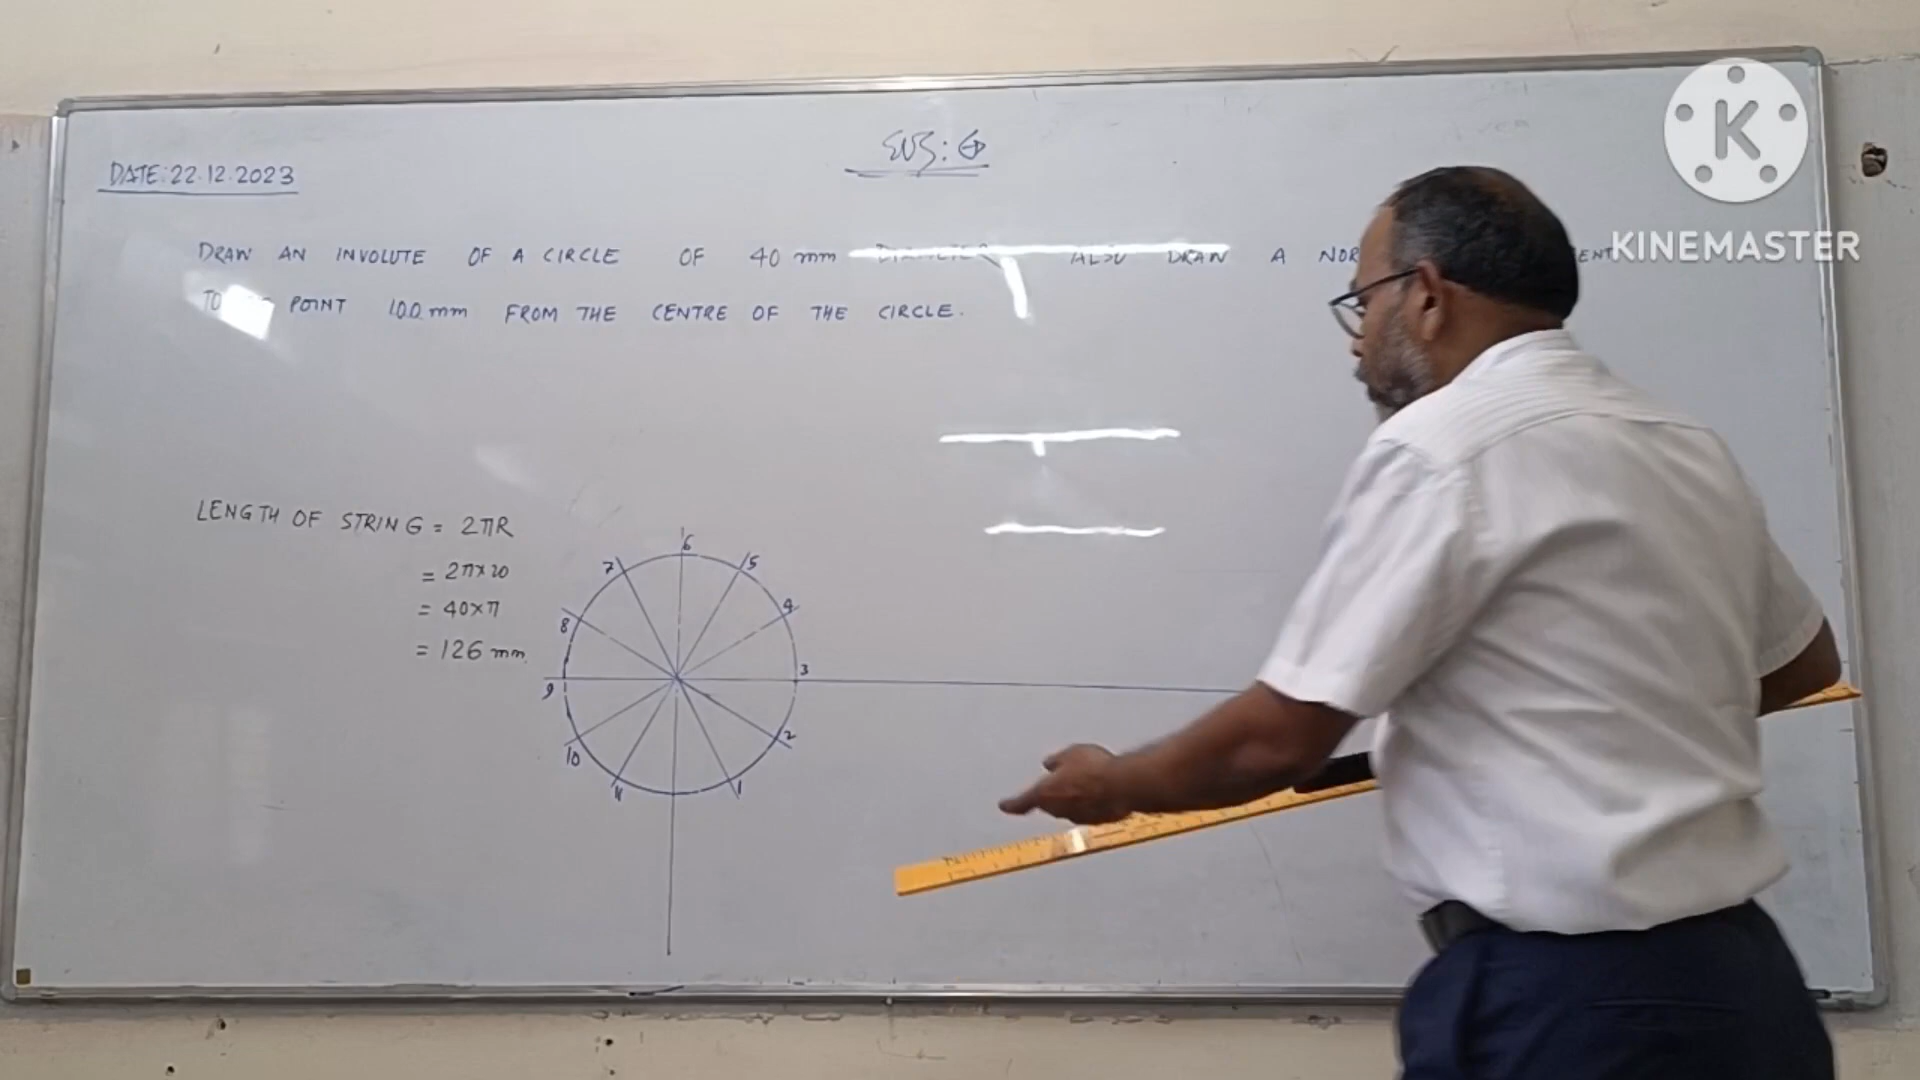 K
KINEMASTER
DATE:22.12.2023
DRAW AN INVOLUTE OF A CIRCLE OF 40 mm DIAMETER ALSO DRAW A
POINT 100 mm FROM THE CENTRE OF THE CIRCLE.
LENGTH OF STRING = 2πR
= 2π×20
= 40×π
= 126 mm
6
7 5
8 4
9 3
10 2
11 1